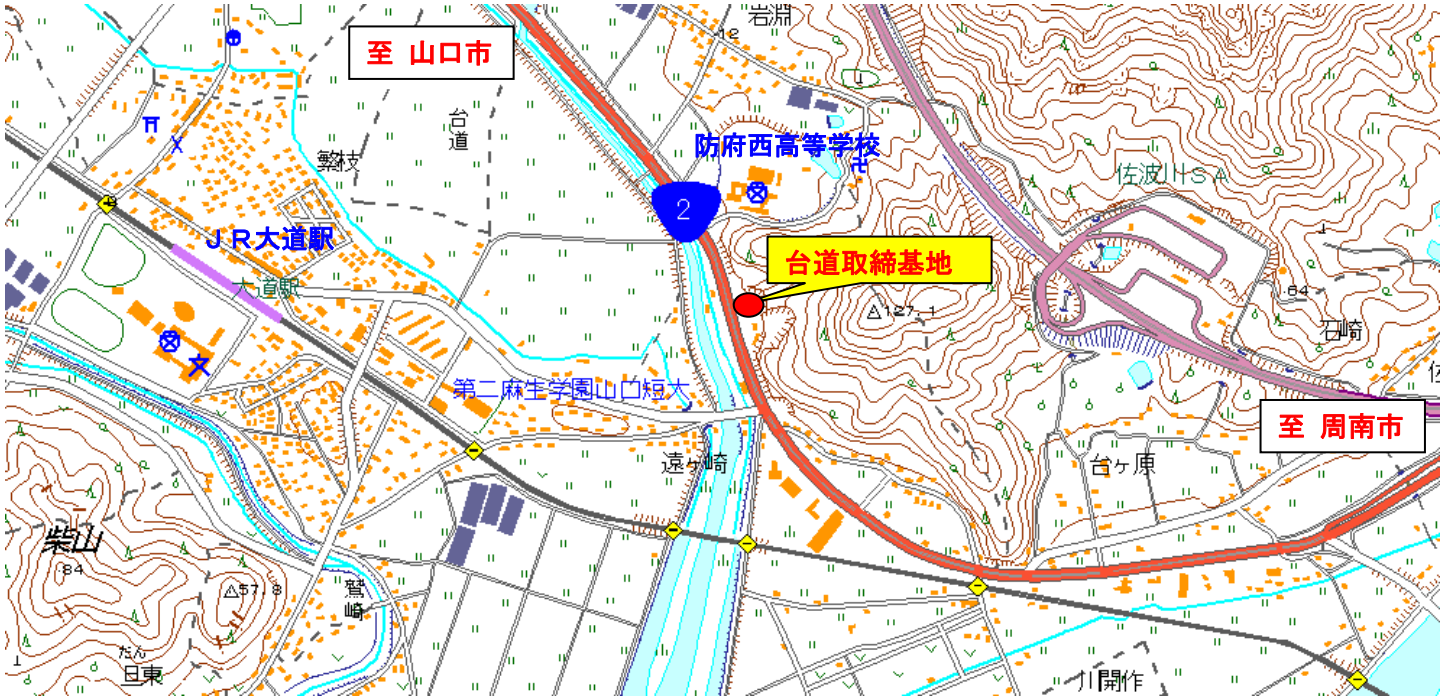 岩淵
12
至 山口市
台道
防府西高等学校
繁枝
佐波川SA
2
JR大道駅
台道取締基地
大道駅
127.1
64
石崎
第二麻生学園山口短大
至 周南市
遠ヶ崎
台ヶ原
柴山
84
57.8
鷲崎
たん
日東
川開作